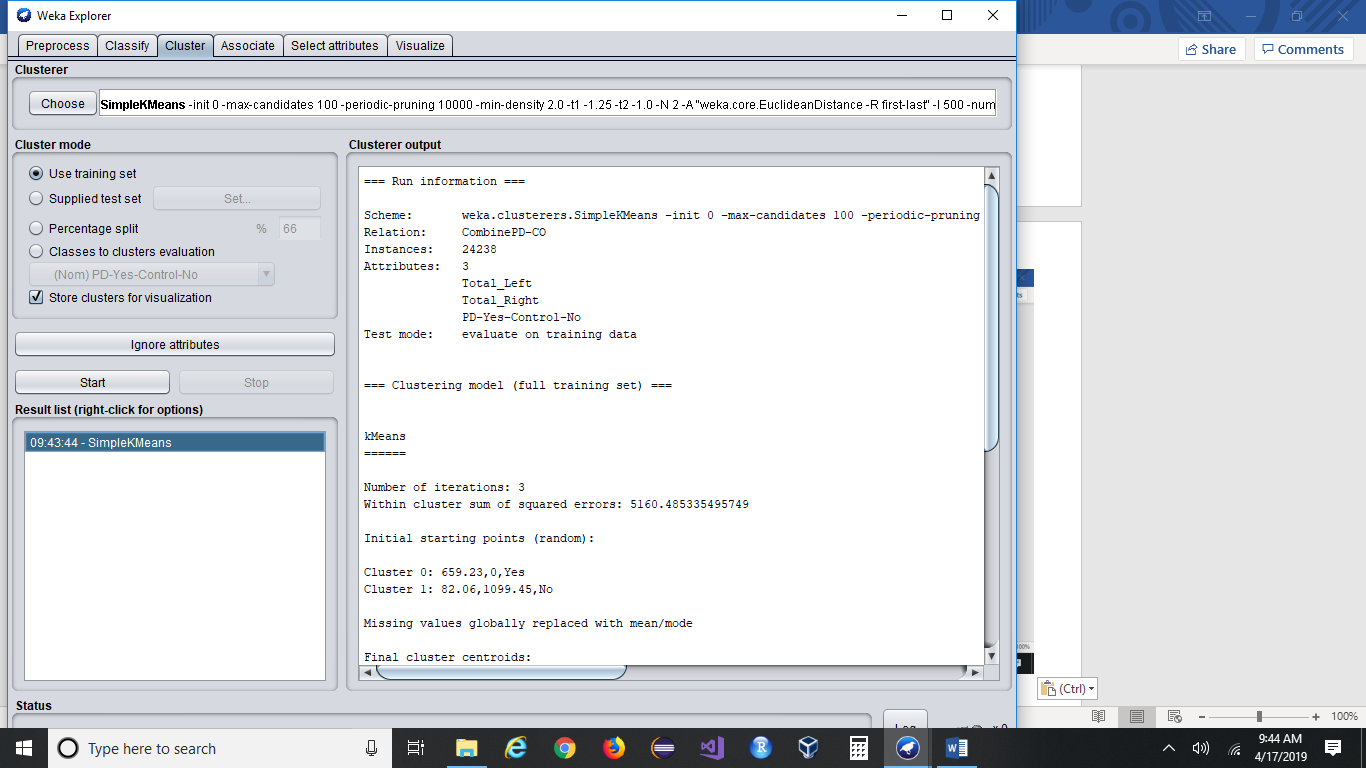 Weka Explorer
Preprocess Classify Cluster Associate Select attributes Visualize
Clusterer
Choose SimpleKMeans -init 0 -max-candidates 100 -periodic-pruning 10000 -min-density 2.0 -t1 -1.25 -t2 -1.0 -N 2 -A "weka.core.EuclideanDistance -R first-last" -I 500 -num
Cluster mode
Use training set
Supplied test set Set...
Percentage split % 66
Classes to clusters evaluation
(Nom) PD-Yes-Control-No
Store clusters for visualization
Ignore attributes
Start Stop
Result list (right-click for options)
09:43:44 - SimpleKMeans
Clusterer output
=== Run information ===
Scheme: weka.clusterers.SimpleKMeans -init 0 -max-candidates 100 -periodic-pruning
Relation: CombinePD-CO
Instances: 24238
Attributes: 3
Total_Left
Total_Right
PD-Yes-Control-No
Test mode: evaluate on training data
=== Clustering model (full training set) ===
kMeans
======
Number of iterations: 3
Within cluster sum of squared errors: 5160.485335495749
Initial starting points (random):
Cluster 0: 659.23,0,Yes
Cluster 1: 82.06,1099.45,No
Missing values globally replaced with mean/mode
Final cluster centroids:
Status
Log x 0
Share Comments
(Ctrl)
100%
Type here to search
9:44 AM
4/17/2019